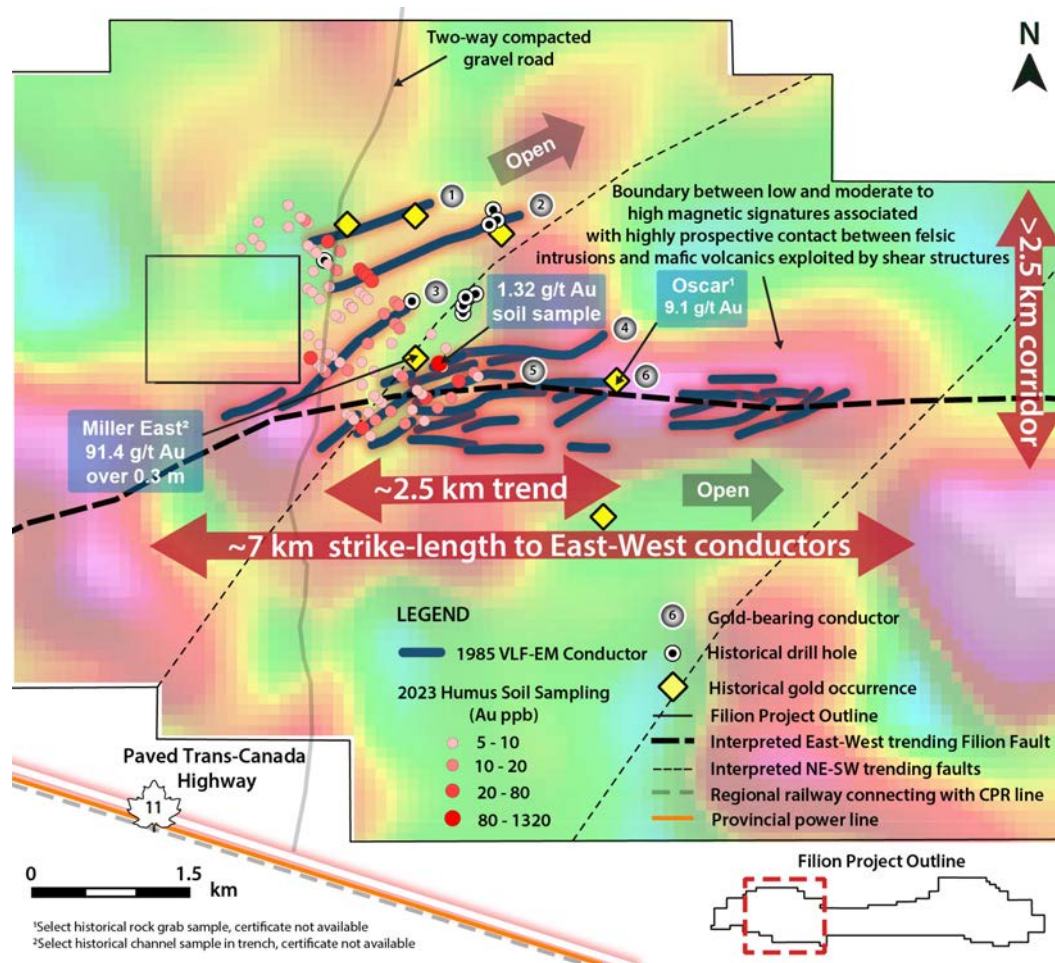 Two-way compacted
gravel road
N
Open
Boundary between low and moderate to
high magnetic signatures associated
with highly prospective contact between felsic
intrusions and mafic volcanics exploited by shear structures
1
2
3
1.32 g/t Au
soil sample
Oscar¹
9.1 g/t Au
4
5
6
>2.5 km corridor
Miller East²
91.4 g/t Au
over 0.3 m
~2.5 km trend
Open
~7 km strike-length to East-West conductors
LEGEND
1985 VLF-EM Conductor
2023 Humus Soil Sampling
(Au ppb)
5 - 10
10 - 20
20 - 80
80 - 1320
6
Gold-bearing conductor
Historical drill hole
Historical gold occurrence
Filion Project Outline
Interpreted East-West trending Filion Fault
Interpreted NE-SW trending faults
Regional railway connecting with CPR line
Provincial power line
Paved Trans-Canada
Highway
11
0 1.5
km
Filion Project Outline
¹Select historical rock grab sample, certificate not available
²Select historical channel sample in trench, certificate not available